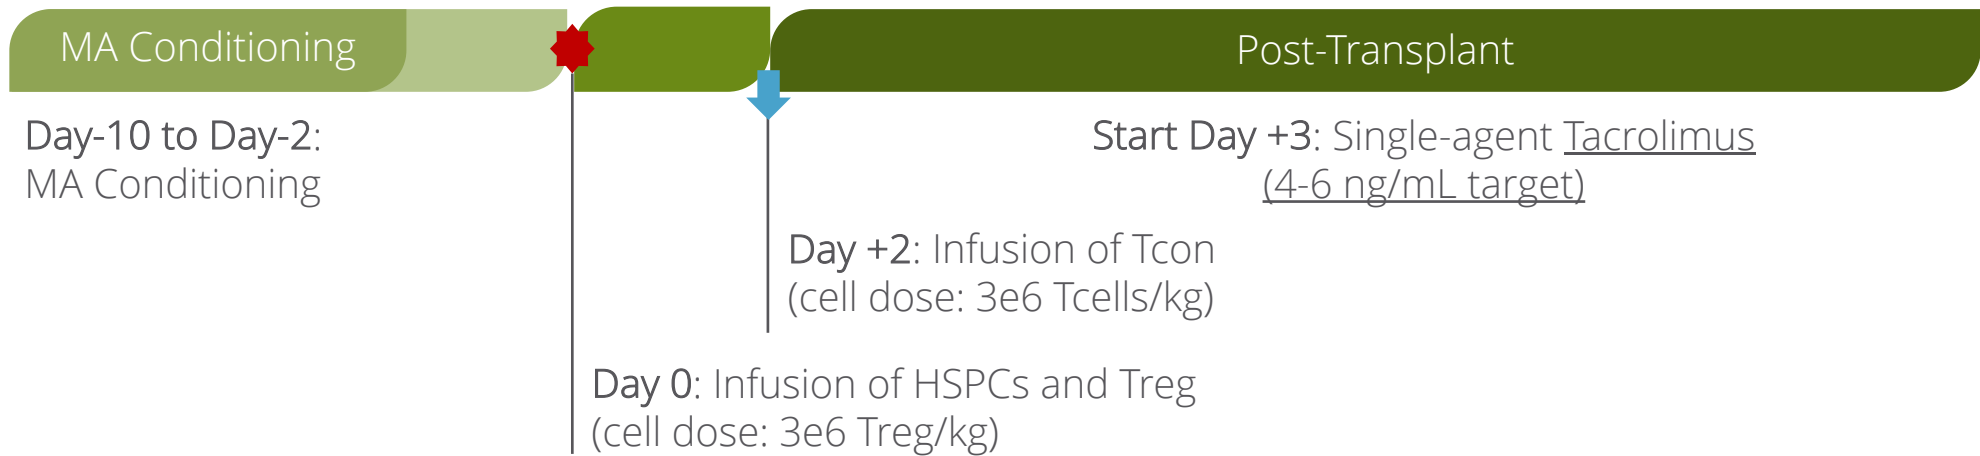 MA Conditioning
Post-Transplant
Day-10 to Day-2:
MA Conditioning
Start Day +3: Single-agent Tacrolimus
(4-6 ng/mL target)
Day +2: Infusion of Tcon
(cell dose: 3e6 Tcells/kg)
Day 0: Infusion of HSPCs and Treg
(cell dose: 3e6 Treg/kg)